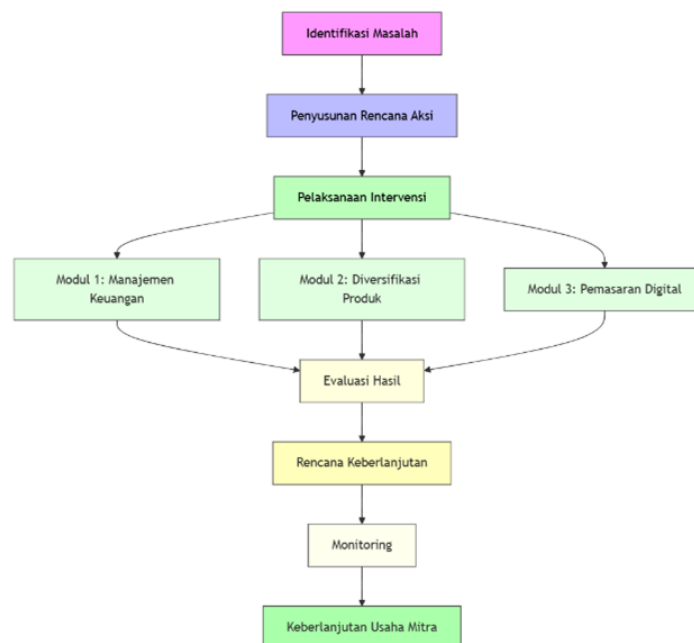 Identifikasi Masalah
Penyusunan Rencana Aksi
Pelaksanaan Intervensi
Modul 1: Manajemen
Keuangan
Modul 2: Diversifikasi
Produk
Modul 3: Pemasaran Digital
Evaluasi Hasil
Rencana Keberlanjutan
Monitoring
Keberlanjutan Usaha Mitra